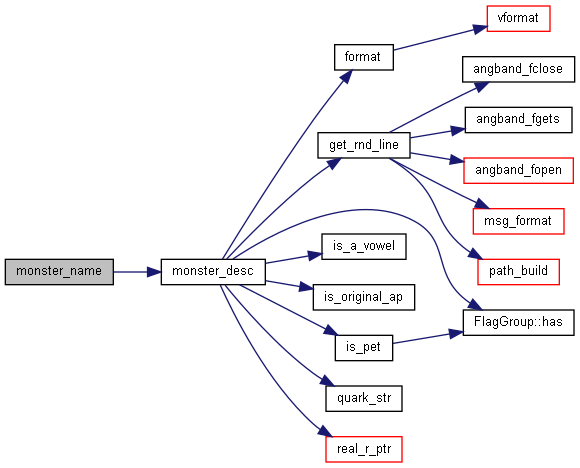 vformat
format
angband_fclose
angband_fgets
get_rnd_line
angband_fopen
msg_format
is_a_vowel
monster_name
monster_desc
path_build
is_original_ap
FlagGroup::has
is_pet
quark_str
real_r_ptr